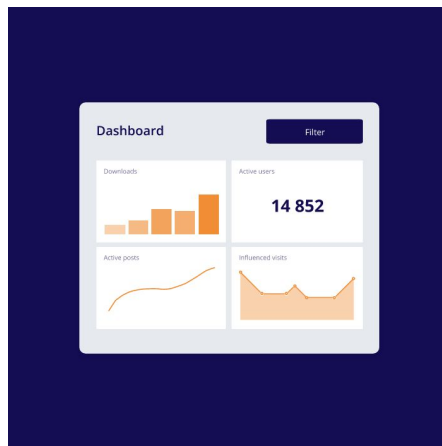 Dashboard
Filter
Downloads
Active users
14 852
Active posts
Influenced visits